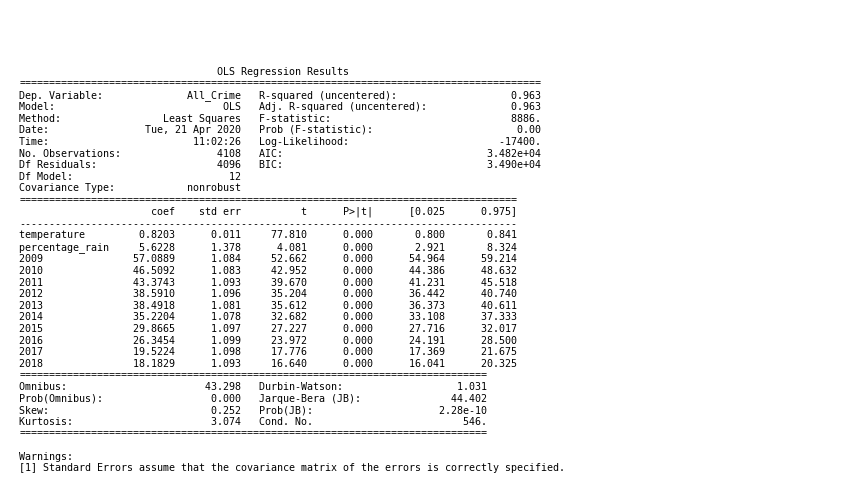 OLS Regression Results
==============================================================================
Dep. Variable: All_Crime R-squared (uncentered): 0.963
Model: OLS Adj. R-squared (uncentered): 0.963
Method: Least Squares F-statistic: 8886.
Date: Tue, 21 Apr 2020 Prob (F-statistic): 0.00
Time: 11:02:26 Log-Likelihood: -17400.
No. Observations: 4108 AIC: 3.482e+04
Df Residuals: 4096 BIC: 3.490e+04
Df Model: 12
Covariance Type: nonrobust
==============================================================================
coef std err t P>|t| [0.025 0.975]
------------------------------------------------------------------------------
temperature 0.8203 0.011 77.810 0.000 0.800 0.841
percentage_rain 5.6228 1.378 4.081 0.000 2.921 8.324
2009 57.0889 1.084 52.662 0.000 54.964 59.214
2010 46.5092 1.083 42.952 0.000 44.386 48.632
2011 43.3743 1.093 39.670 0.000 41.231 45.518
2012 38.5910 1.096 35.204 0.000 36.442 40.740
2013 38.4918 1.081 35.612 0.000 36.373 40.611
2014 35.2204 1.078 32.682 0.000 33.108 37.333
2015 29.8665 1.097 27.227 0.000 27.716 32.017
2016 26.3454 1.099 23.972 0.000 24.191 28.500
2017 19.5224 1.098 17.776 0.000 17.369 21.675
2018 18.1829 1.093 16.640 0.000 16.041 20.325
==============================================================================
Omnibus: 43.298 Durbin-Watson: 1.031
Prob(Omnibus): 0.000 Jarque-Bera (JB): 44.402
Skew: 0.252 Prob(JB): 2.28e-10
Kurtosis: 3.074 Cond. No. 546.
==============================================================================
Warnings:
[1] Standard Errors assume that the covariance matrix of the errors is correctly specified.